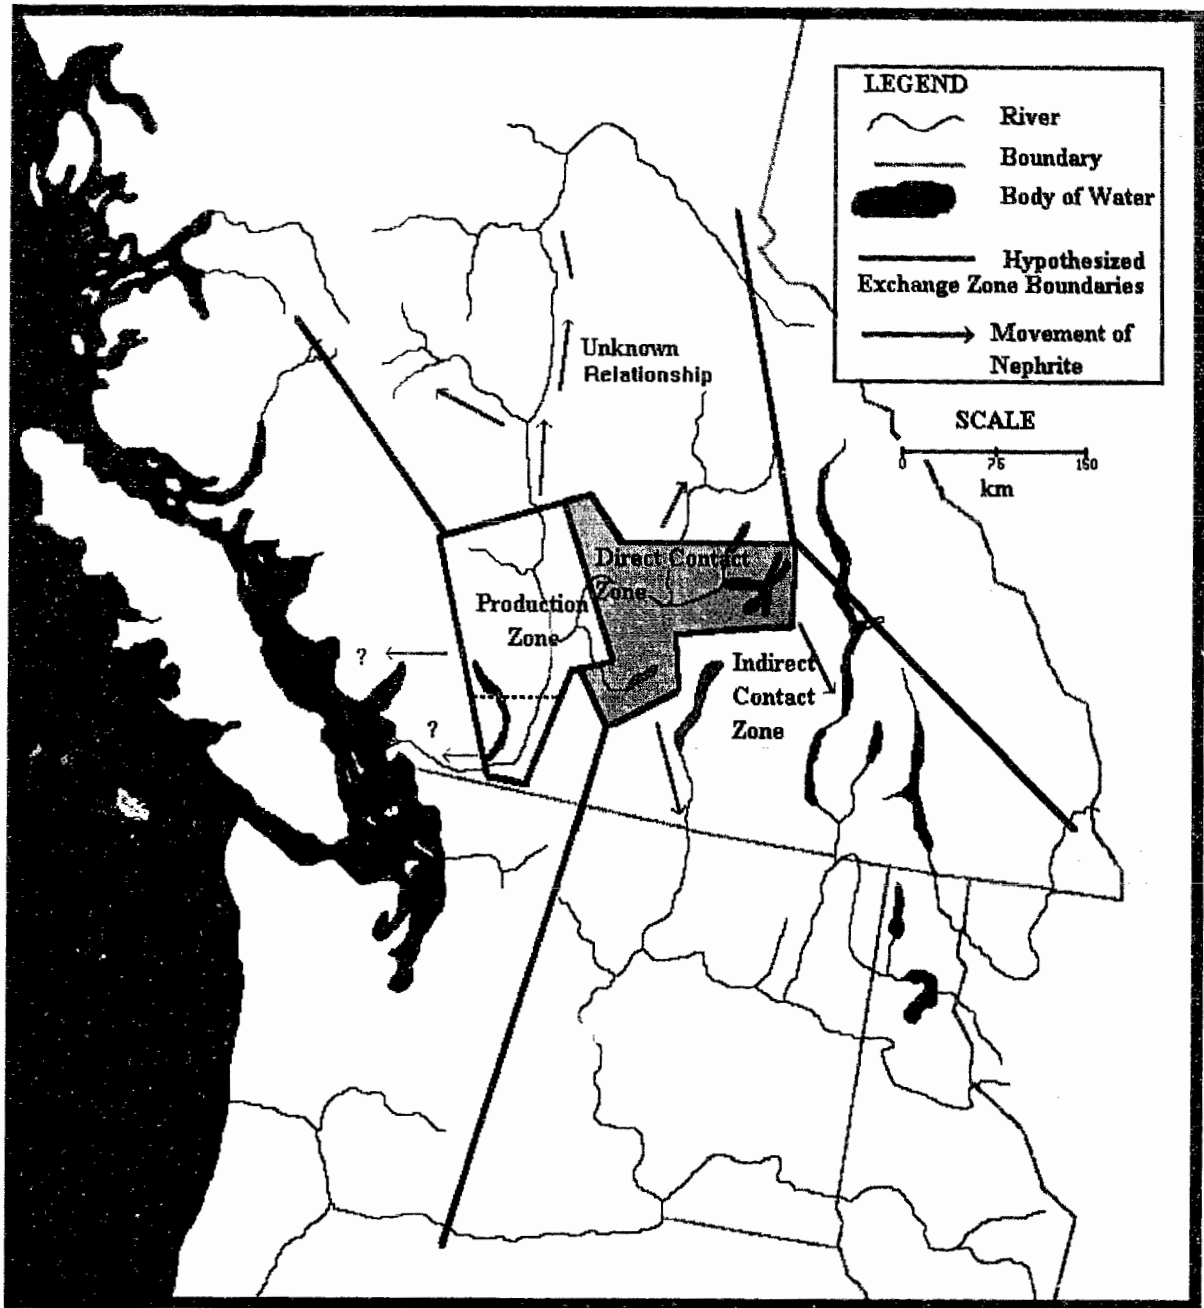 LEGEND
River
Boundary
Body of Water
Hypothesized
Exchange Zone Boundaries
Movement of
Nephrite
SCALE
0 75 150
km
Unknown
Relationship
Direct Contact
Zone
Production
Zone
Indirect
Contact
Zone
?
?